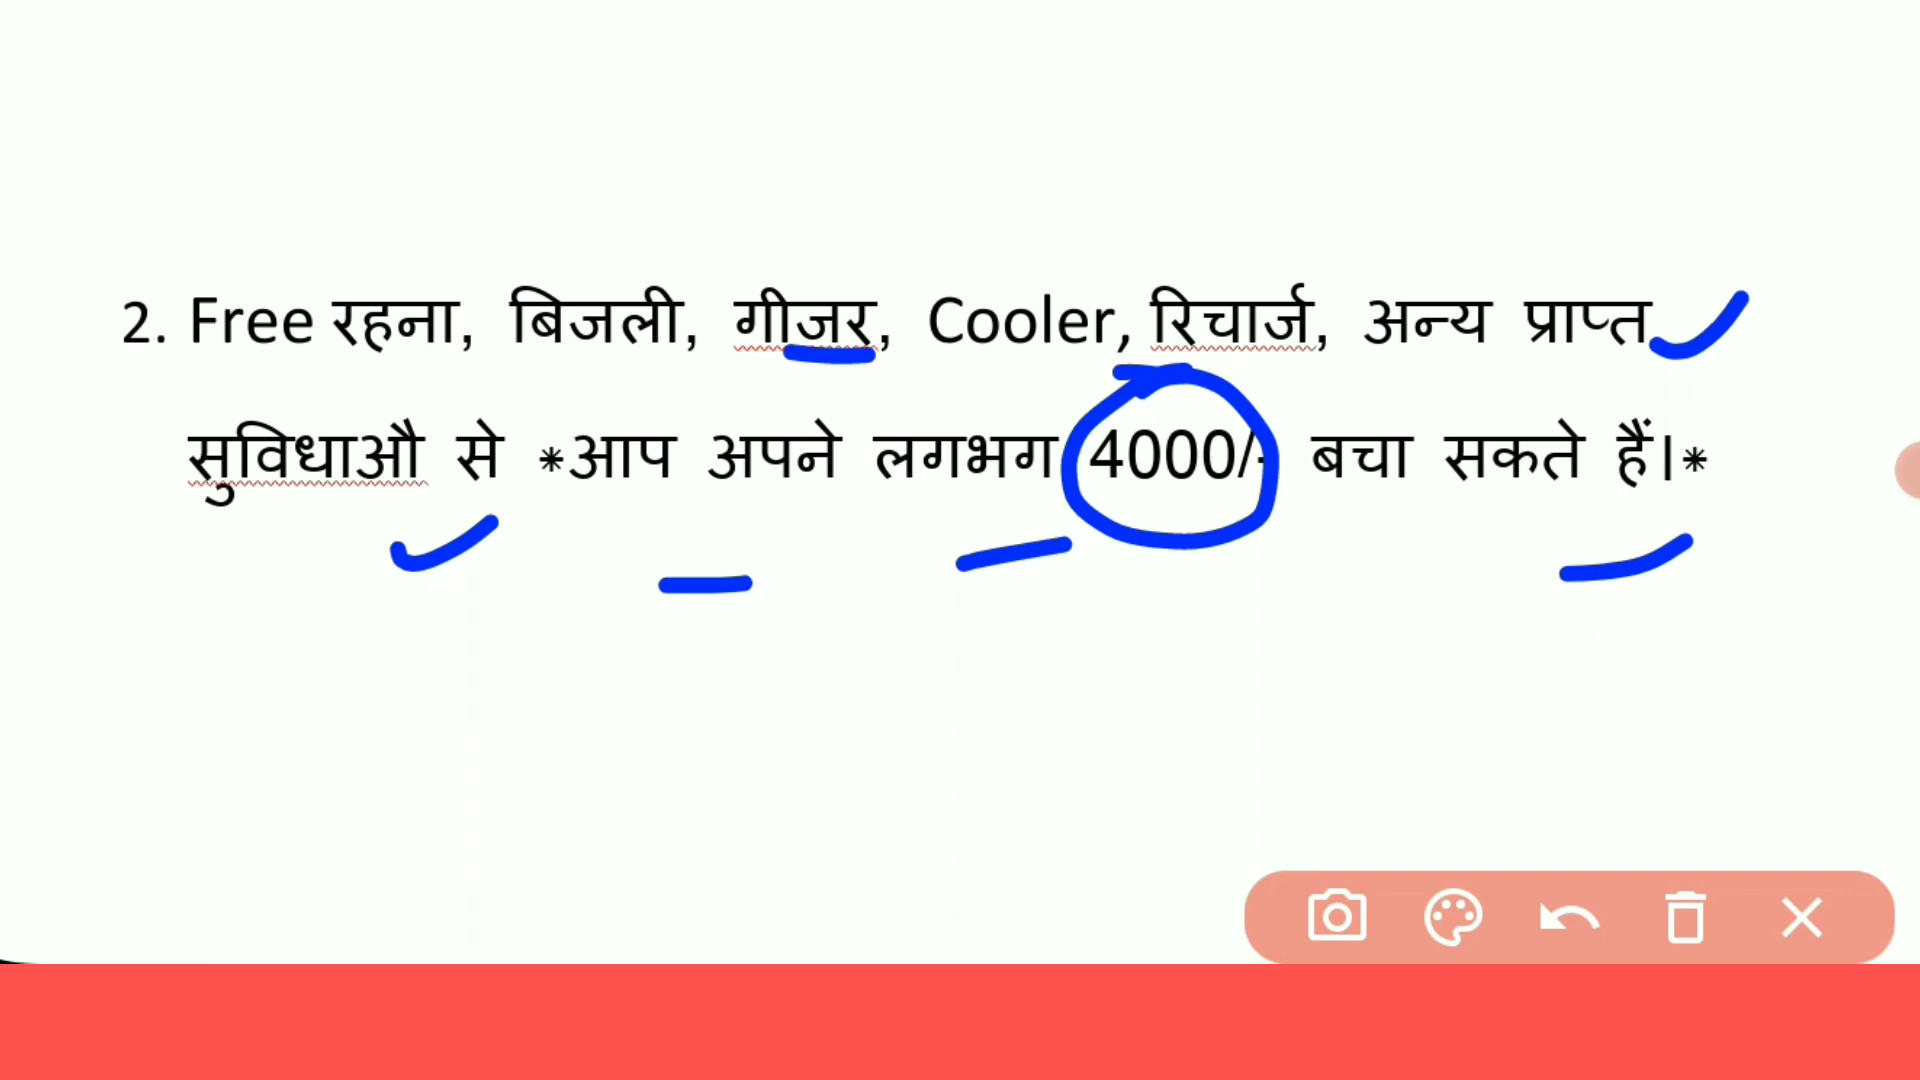 2. Free रहना, बिजली, गीजर, Cooler, रिचार्ज, अन्य प्राप्त
सुविधाऔ से *आप अपने लगभग 4000/- बचा सकते हैं।*